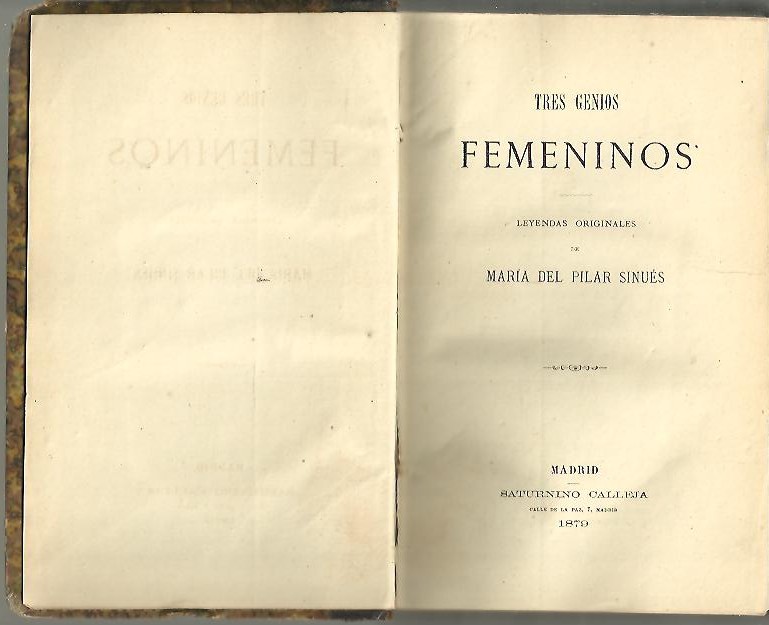 TRES GENIOS
FEMENINOS
LEYENDAS ORIGINALES
DE
MARÍA DEL PILAR SINUÉS
MADRID
SATURNINO CALLEJA
CALLE DE LA PAZ, 7, MADRID
1879